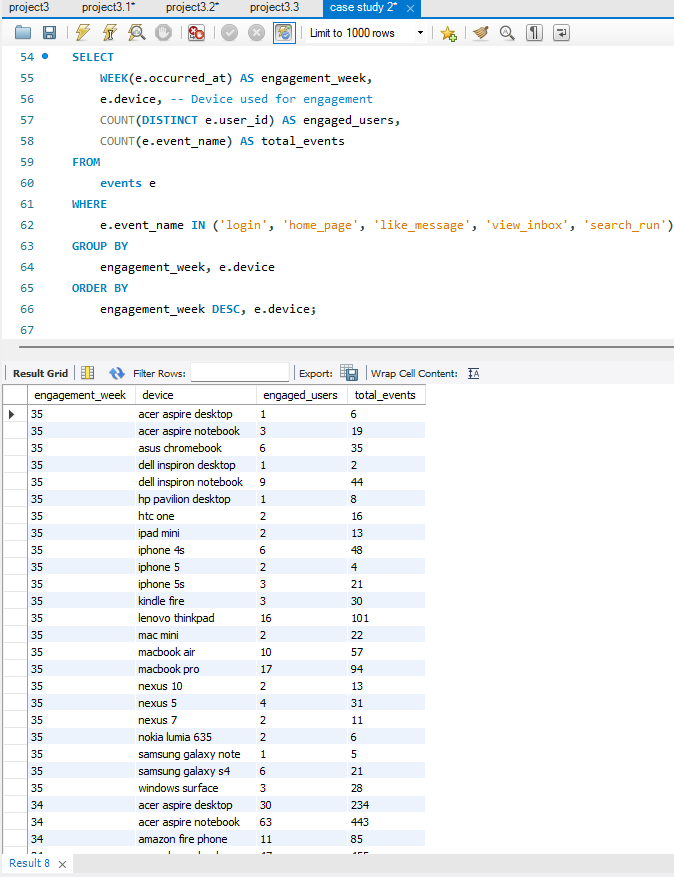 project3 project3.1* project3.2* project3.3 case study 2*
Limit to 1000 rows
54 SELECT
55 WEEK(e.occurred_at) AS engagement_week,
56 e.device, -- Device used for engagement
57 COUNT(DISTINCT e.user_id) AS engaged_users,
58 COUNT(e.event_name) AS total_events
59 FROM
60 events e
61 WHERE
62 e.event_name IN ('login', 'home_page', 'like_message', 'view_inbox', 'search_run')
63 GROUP BY
64 engagement_week, e.device
65 ORDER BY
66 engagement_week DESC, e.device;
67
Result Grid Filter Rows: Export: Wrap Cell Content:
engagement_week device engaged_users total_events
35 acer aspire desktop 1 6
35 acer aspire notebook 3 19
35 asus chromebook 6 35
35 dell inspiron desktop 1 2
35 dell inspiron notebook 9 44
35 hp pavilion desktop 1 8
35 htc one 2 16
35 ipad mini 2 13
35 iphone 4s 6 48
35 iphone 5 2 4
35 iphone 5s 3 21
35 kindle fire 3 30
35 lenovo thinkpad 16 101
35 mac mini 2 22
35 macbook air 10 57
35 macbook pro 17 94
35 nexus 10 2 13
35 nexus 5 4 31
35 nexus 7 2 11
35 nokia lumia 635 2 6
35 samsung galaxy note 1 5
35 samsung galaxy s4 6 21
35 windows surface 3 28
34 acer aspire desktop 30 234
34 acer aspire notebook 63 443
34 amazon fire phone 11 85
Result 8